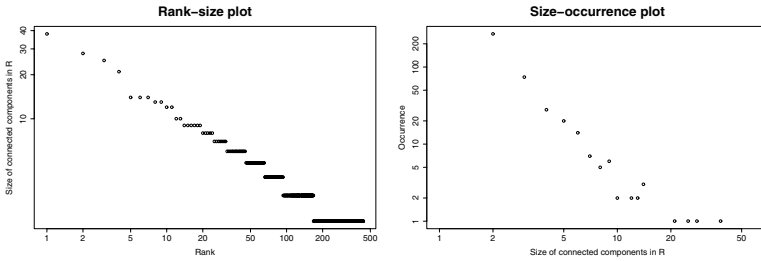 Rank−size plot
Size of connected components in R
40
30
20
10
1 2 5 10 20 50 100 200 500
Rank
Size−occurrence plot
Occurrence
200
100
50
20
10
5
2
1
1 2 5 10 20 50
Size of connected components in R